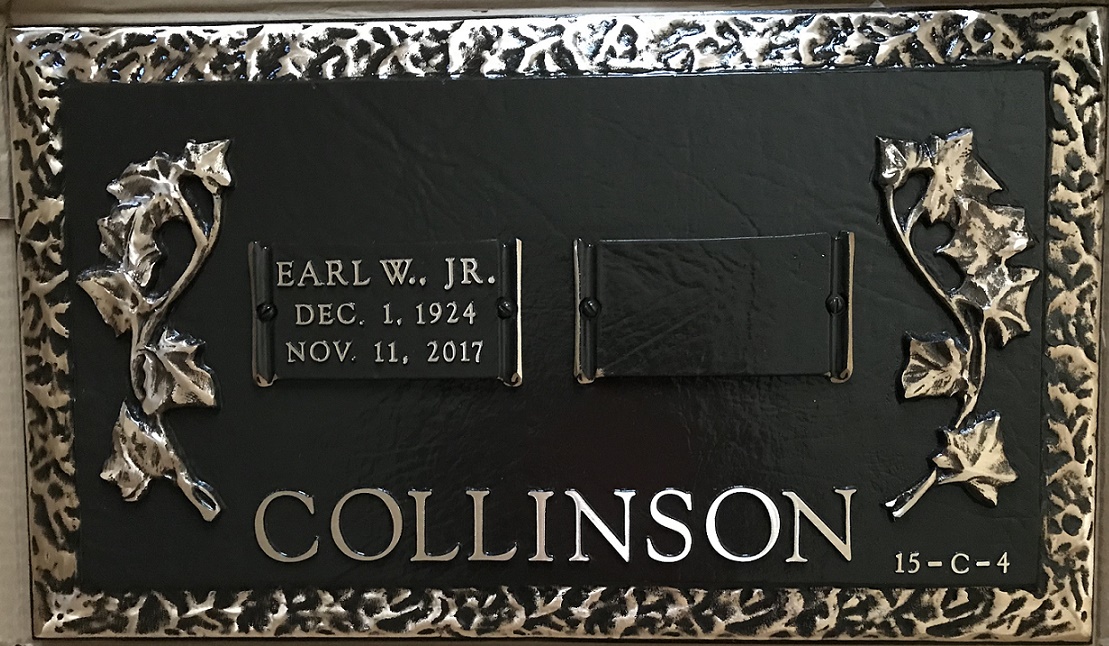 EARL W., JR.
DEC. 1, 1924
NOV. 11, 2017
COLLINSON
15-C-4